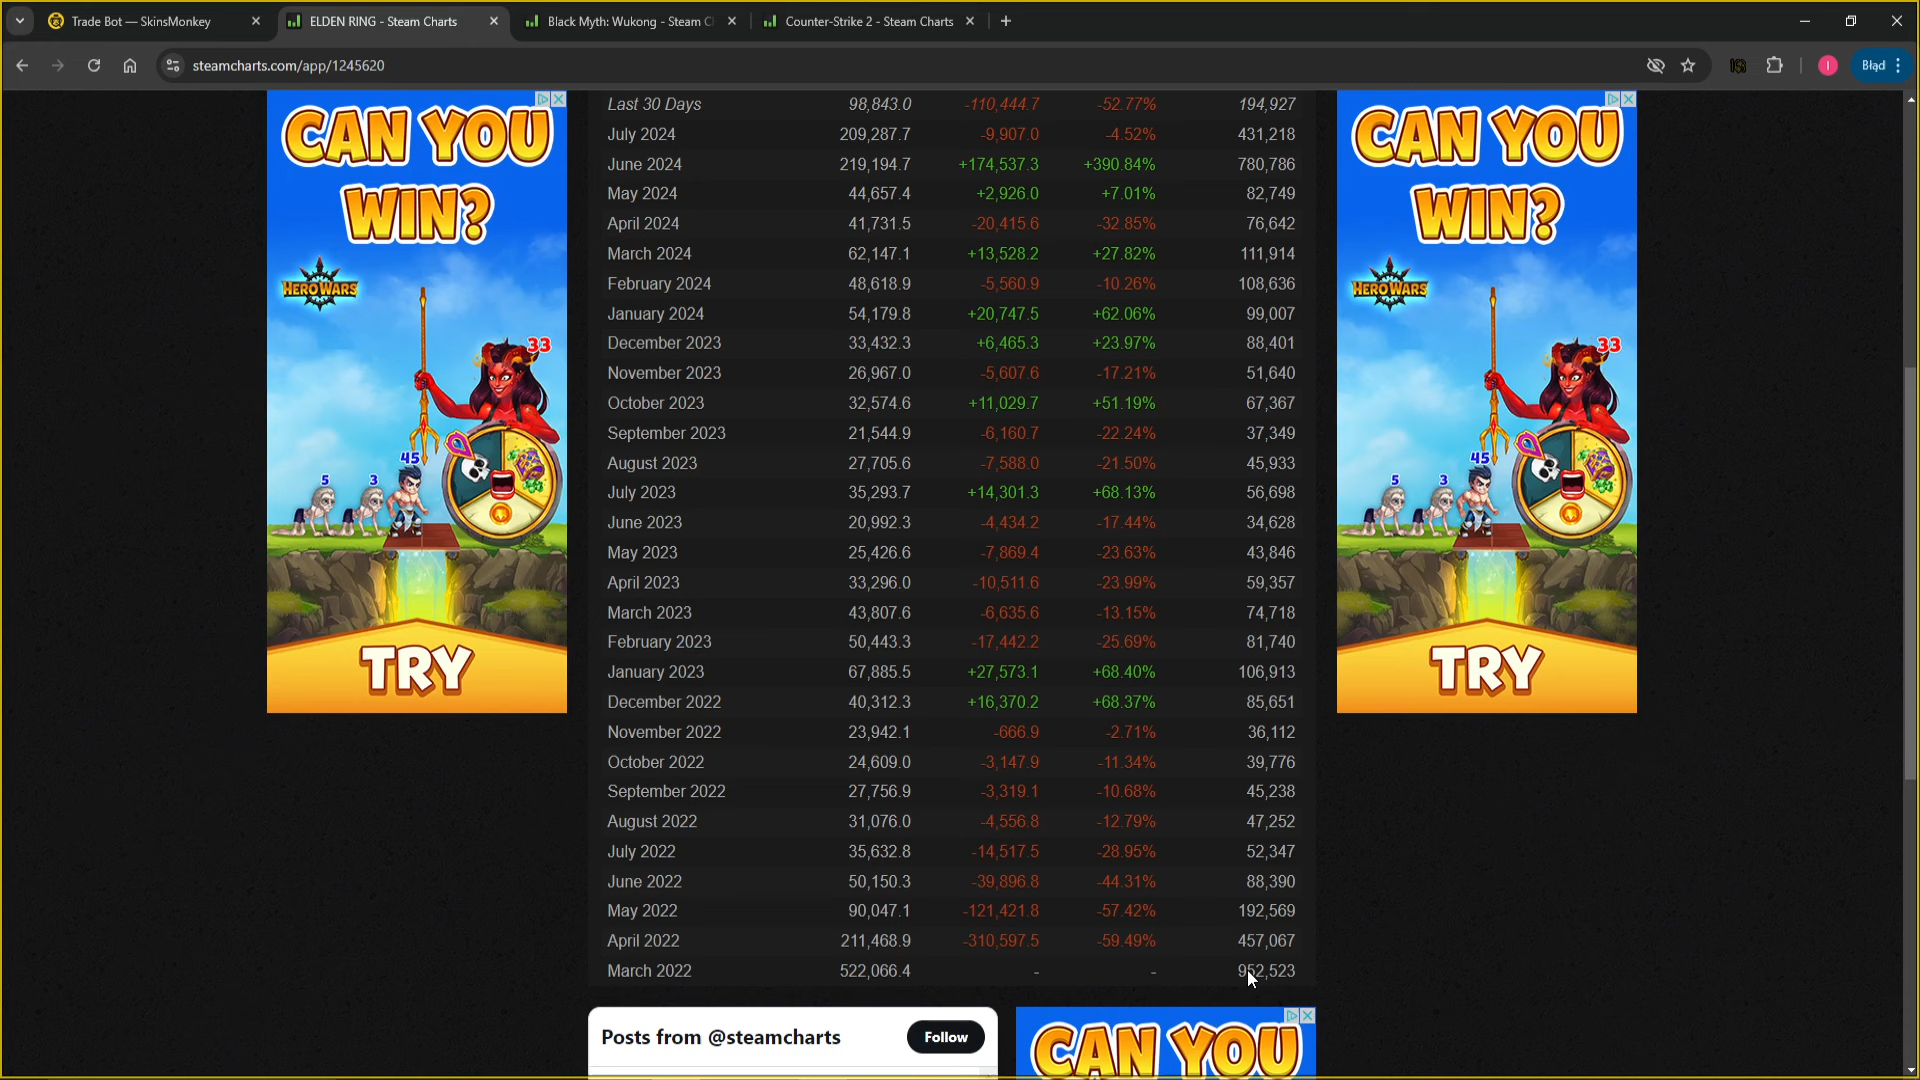 Trade Bot — SkinsMonkey
ELDEN RING - Steam Charts
Black Myth: Wukong - Steam C
Counter-Strike 2 - Steam Charts
steamcharts.com/app/1245620
Błąd
CAN YOU
WIN?
HEROWARS
33
45
5
3
TRY
Last 30 Days 98,843.0 -110,444.7 -52.77% 194,927
July 2024 209,287.7 -9,907.0 -4.52% 431,218
June 2024 219,194.7 +174,537.3 +390.84% 780,786
May 2024 44,657.4 +2,926.0 +7.01% 82,749
April 2024 41,731.5 -20,415.6 -32.85% 76,642
March 2024 62,147.1 +13,528.2 +27.82% 111,914
February 2024 48,618.9 -5,560.9 -10.26% 108,636
January 2024 54,179.8 +20,747.5 +62.06% 99,007
December 2023 33,432.3 +6,465.3 +23.97% 88,401
November 2023 26,967.0 -5,607.6 -17.21% 51,640
October 2023 32,574.6 +11,029.7 +51.19% 67,367
September 2023 21,544.9 -6,160.7 -22.24% 37,349
August 2023 27,705.6 -7,588.0 -21.50% 45,933
July 2023 35,293.7 +14,301.3 +68.13% 56,698
June 2023 20,992.3 -4,434.2 -17.44% 34,628
May 2023 25,426.6 -7,869.4 -23.63% 43,846
April 2023 33,296.0 -10,511.6 -23.99% 59,357
March 2023 43,807.6 -6,635.6 -13.15% 74,718
February 2023 50,443.3 -17,442.2 -25.69% 81,740
January 2023 67,885.5 +27,573.1 +68.40% 106,913
December 2022 40,312.3 +16,370.2 +68.37% 85,651
November 2022 23,942.1 -666.9 -2.71% 36,112
October 2022 24,609.0 -3,147.9 -11.34% 39,776
September 2022 27,756.9 -3,319.1 -10.68% 45,238
August 2022 31,076.0 -4,556.8 -12.79% 47,252
July 2022 35,632.8 -14,517.5 -28.95% 52,347
June 2022 50,150.3 -39,896.8 -44.31% 88,390
May 2022 90,047.1 -121,421.8 -57.42% 192,569
April 2022 211,468.9 -310,597.5 -59.49% 457,067
March 2022 522,066.4 - - 952,523
CAN YOU
WIN?
HEROWARS
33
45
5
3
TRY
Posts from @steamcharts
Follow
CAN YOU